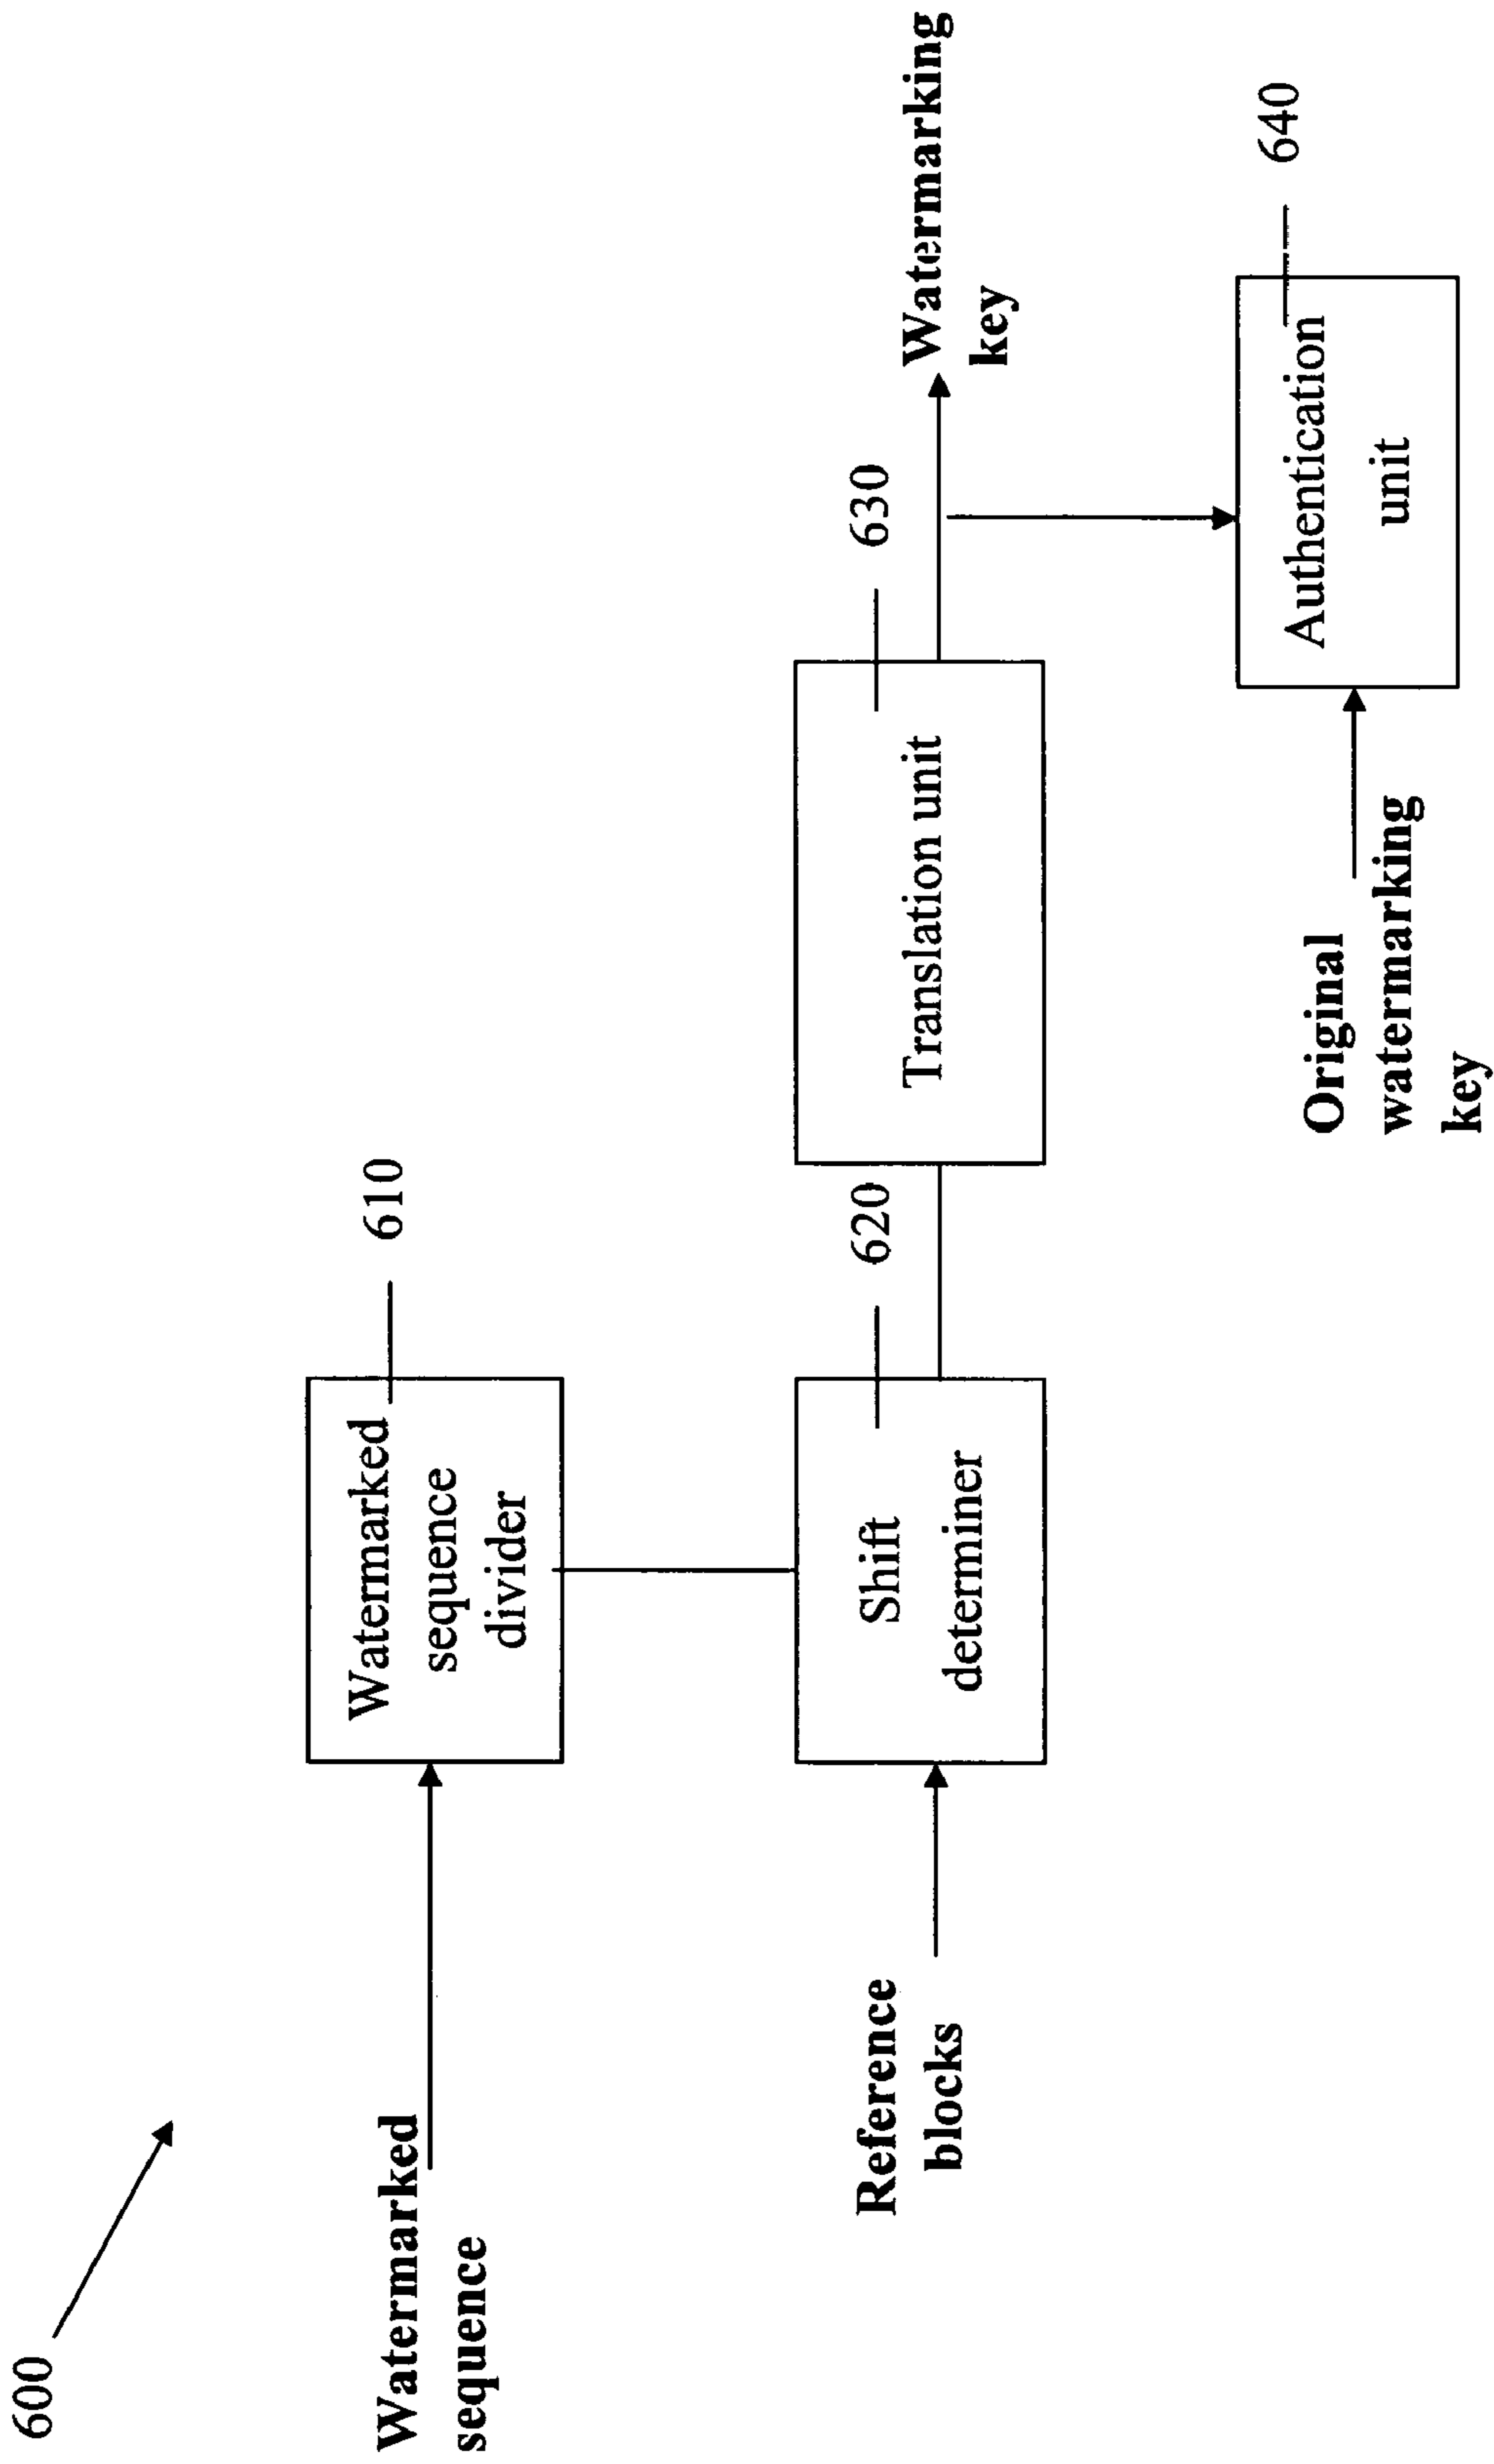 600
Watermarked
sequence
610
Watermarked
sequence
divider
Reference
blocks
620
Shift
determiner
630
Translation unit
Watermarking
key
Original
watermarking
key
640
Authentication
unit